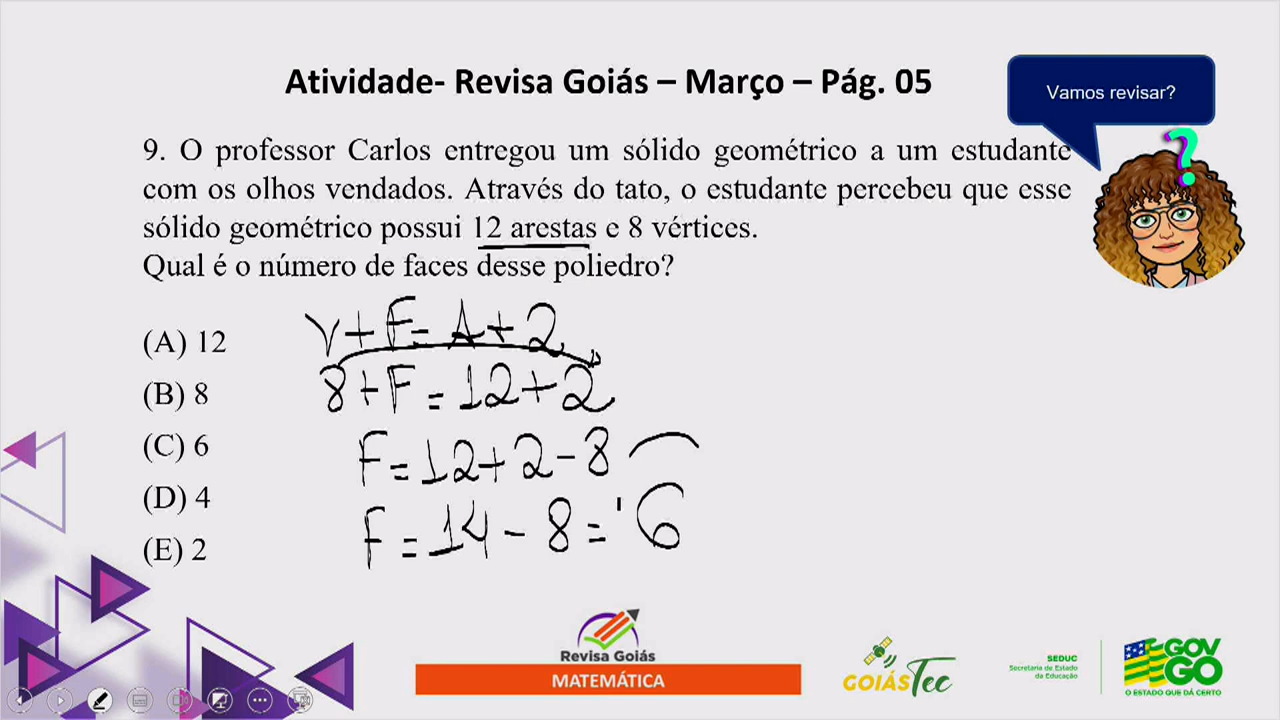 Atividade- Revisa Goiás – Março – Pág. 05
Vamos revisar?
9. O professor Carlos entregou um sólido geométrico a um estudante
com os olhos vendados. Através do tato, o estudante percebeu que esse
sólido geométrico possui 12 arestas e 8 vértices.
Qual é o número de faces desse poliedro?
(A) 12
(B) 8
(C) 6
(D) 4
(E) 2
V+F=A+2
8+F=12+2
F=12+2-8
F=14-8=6
Revisa Goiás
MATEMÁTICA
GOIÁSTec
SEDUC
Secretaria de Estado
da Educação
GOV
GO
O ESTADO QUE DÁ CERTO